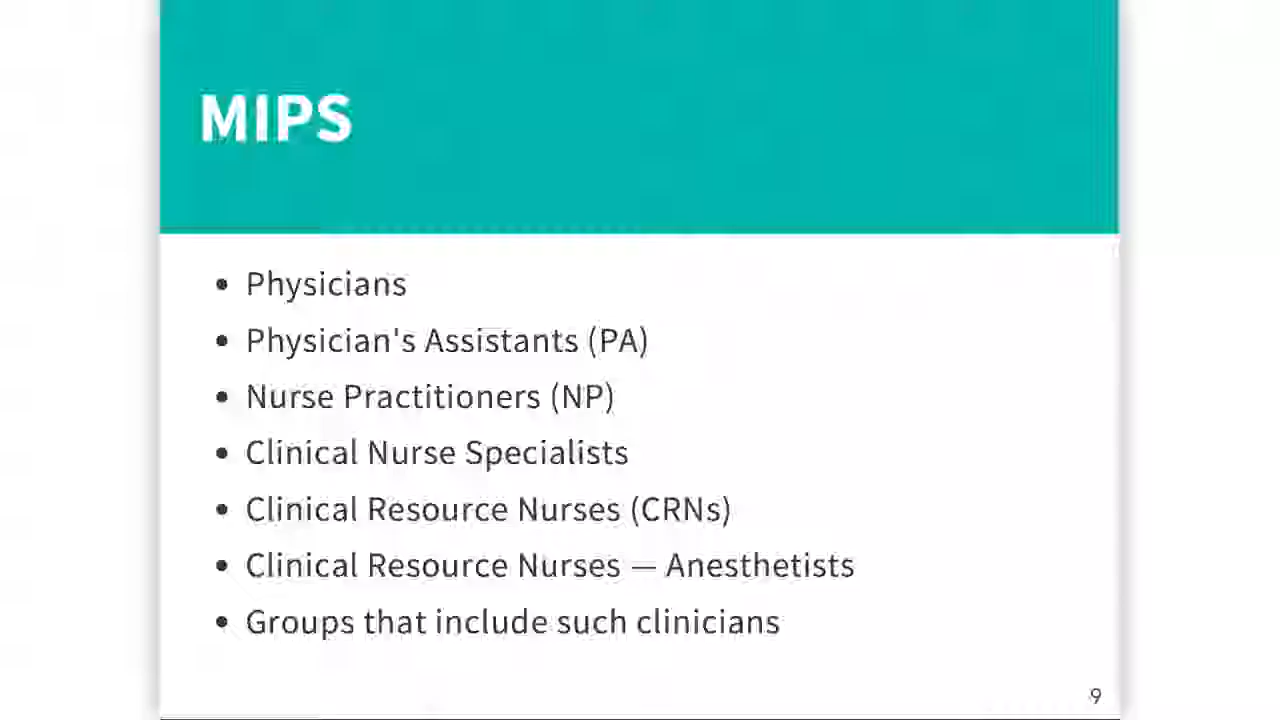 MIPS
• Physicians
• Physician's Assistants (PA)
• Nurse Practitioners (NP)
• Clinical Nurse Specialists
• Clinical Resource Nurses (CRNs)
• Clinical Resource Nurses — Anesthetists
• Groups that include such clinicians
9